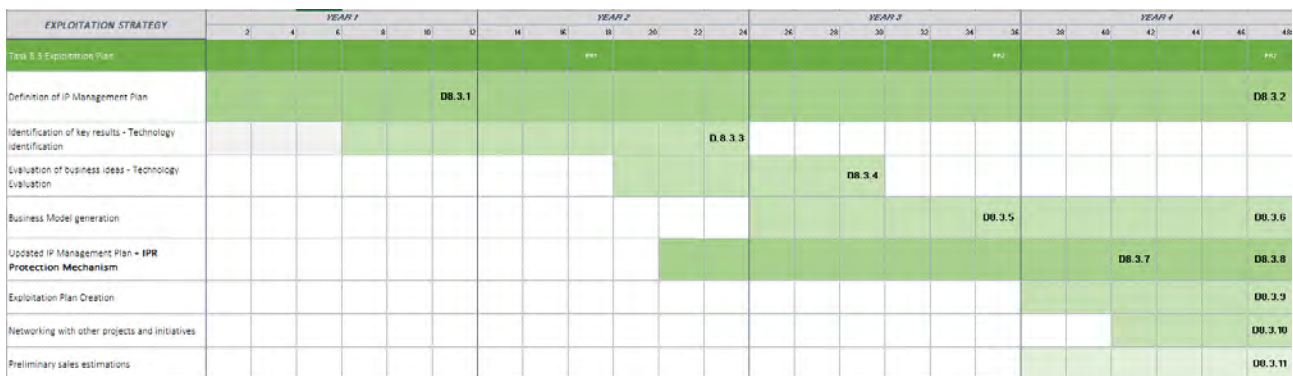 EXPLOITATION STRATEGY YEAR 1 YEAR 2 YEAR 3 YEAR 4
2 4 6 8 10 12 14 16 18 20 22 24 26 28 30 32 34 36 38 40 42 44 46 48
Task 8.3 Exploitation Plan
Definition of IP Management Plan D8.3.1 D8.3.2
Identification of key results - Technology
Identification D.8.3.3
Evaluation of business ideas - Technology
Evaluation D8.3.4
Business Model generation D8.3.5 D8.3.6
Updated IP Management Plan + IPR
Protection Mechanism D8.3.7 D8.3.8
Exploitation Plan Creation D8.3.9
Networking with other projects and initiatives D8.3.10
Preliminary sales estimations D8.3.11